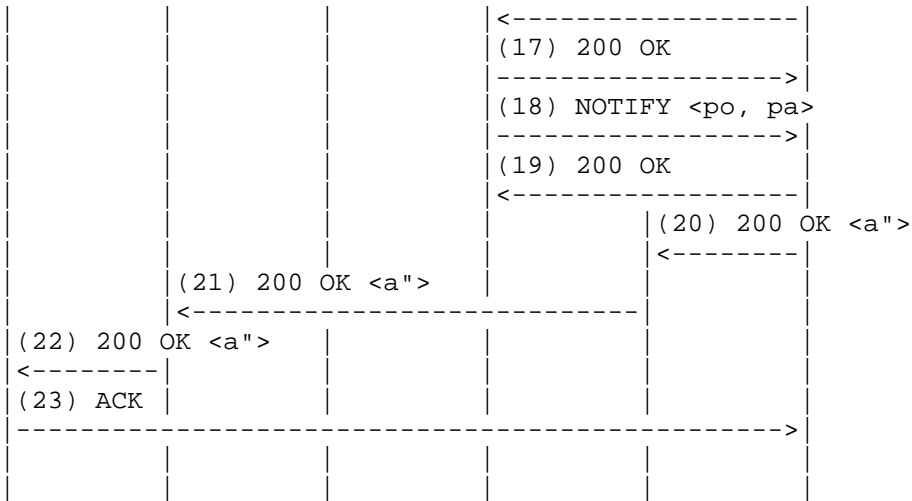 (17) 200 OK
(18) NOTIFY <po, pa>
(19) 200 OK
(20) 200 OK <a">
(21) 200 OK <a">
(22) 200 OK <a">
(23) ACK